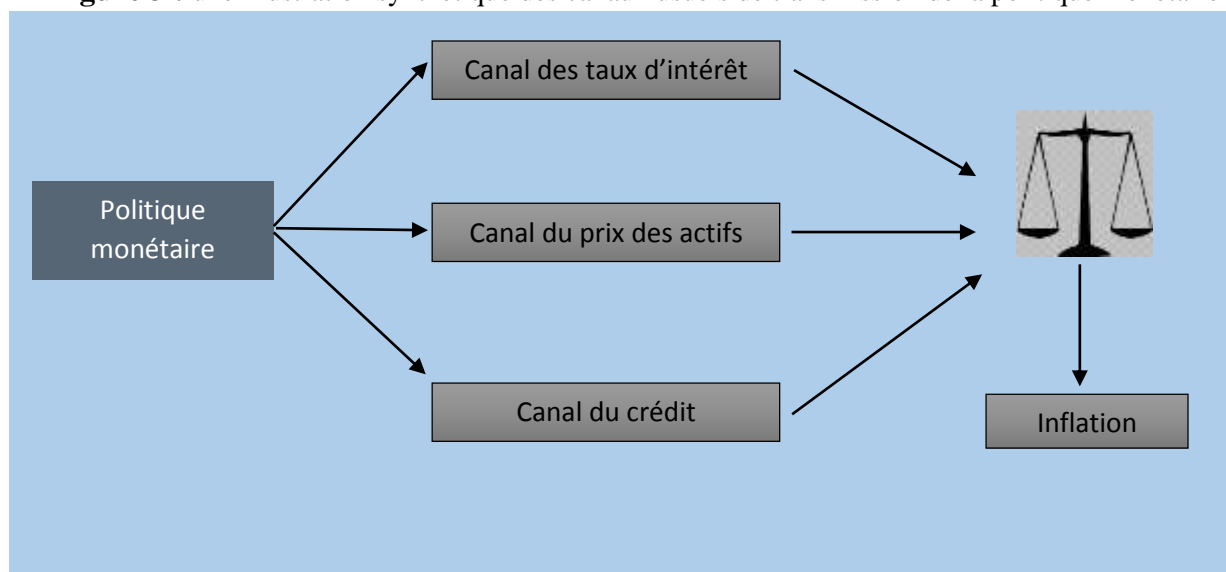 Canal des taux d'intérêt
Politique
monétaire
Canal du prix des actifs
Canal du crédit
Inflation